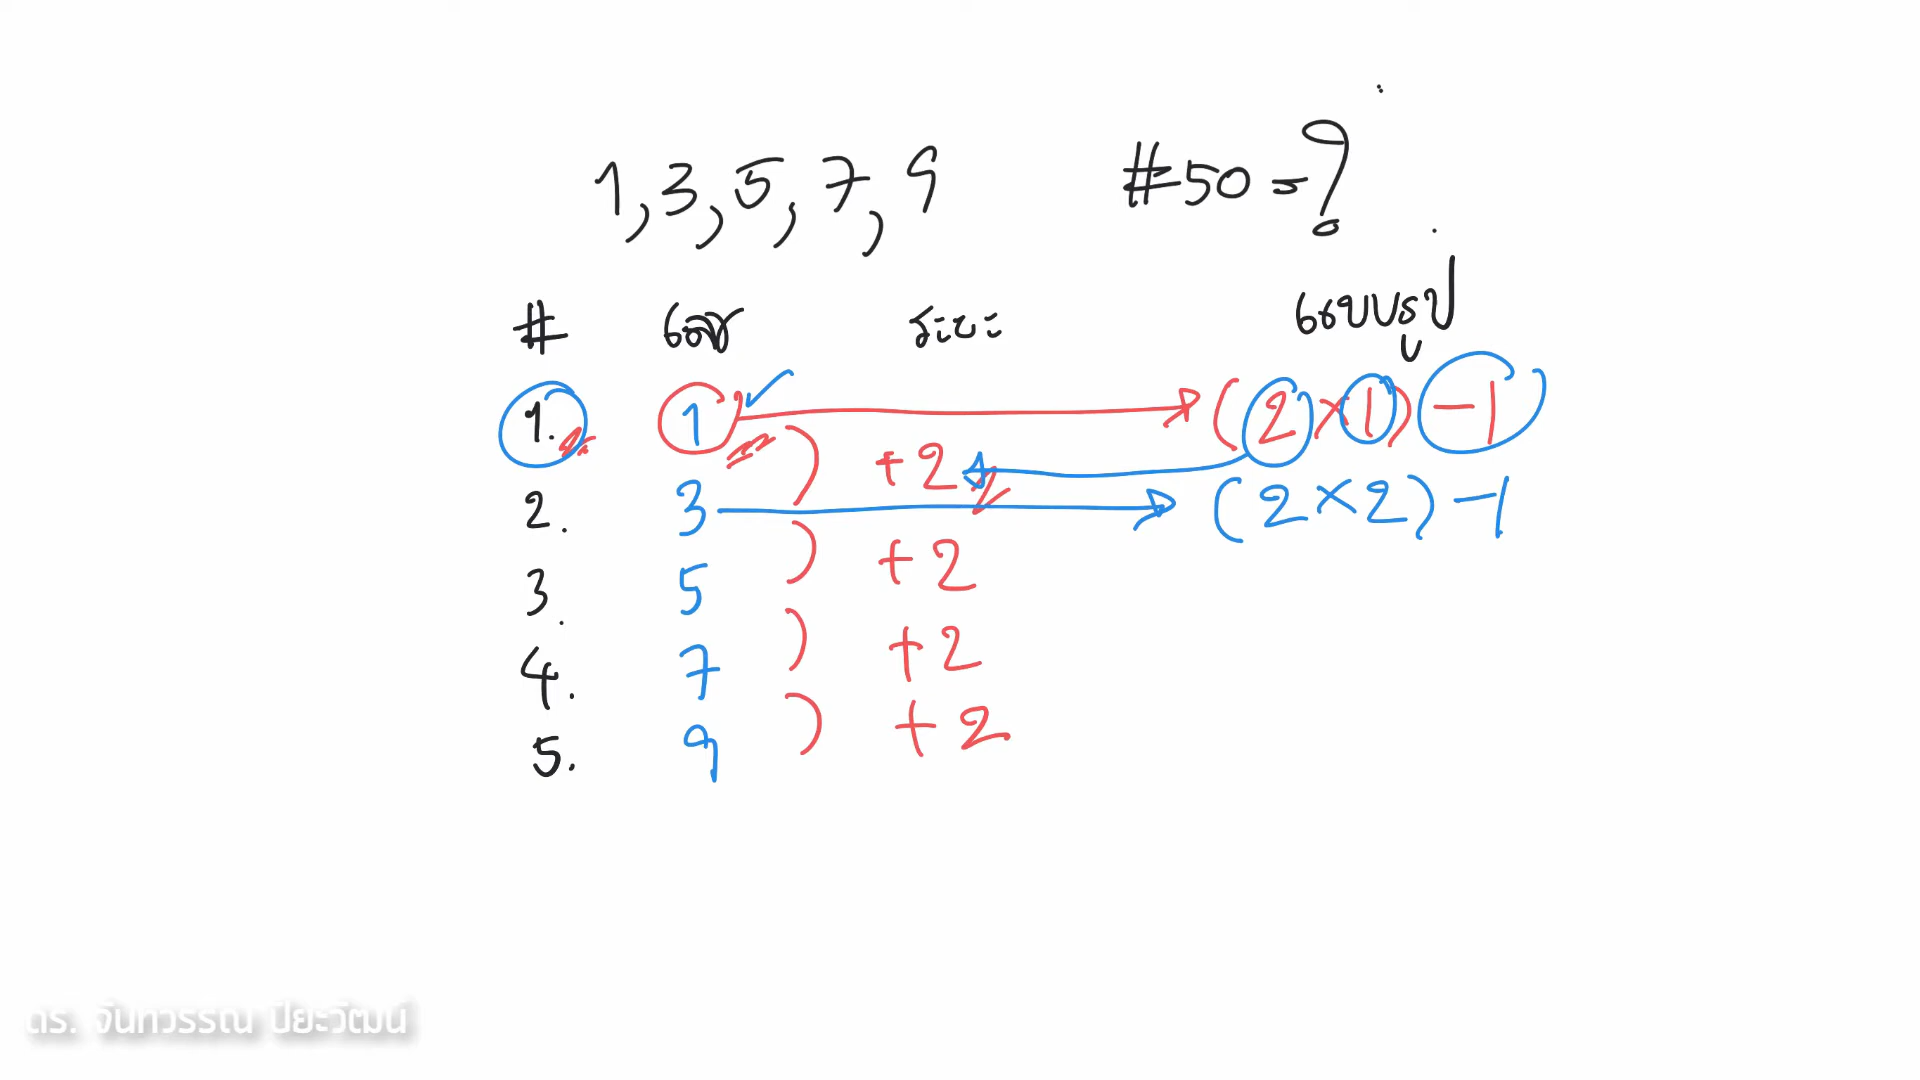 1, 3, 5, 7, 9 #50 = ?
# เลข ระยะ แบบรูป
1. 1 (2×1) -1
+2
2. 3 (2×2) -1
+2
3. 5
+2
4. 7
+2
5. 9
ดร. จันทวรรณ ปิยะวัฒน์